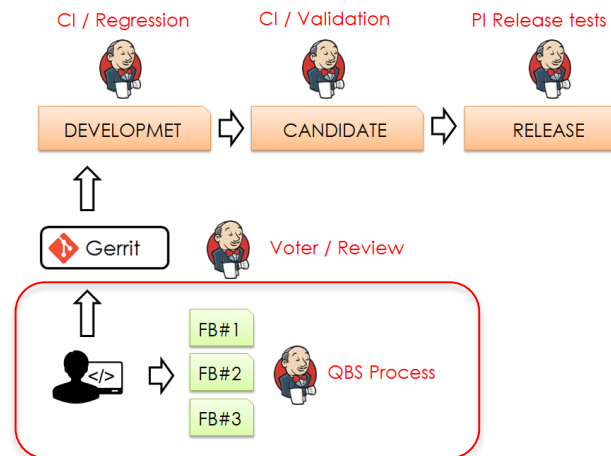 CI / Regression
CI / Validation
PI Release tests
DEVELOPMET
CANDIDATE
RELEASE
Gerrit
Voter / Review
</>
FB#1
FB#2
FB#3
QBS Process